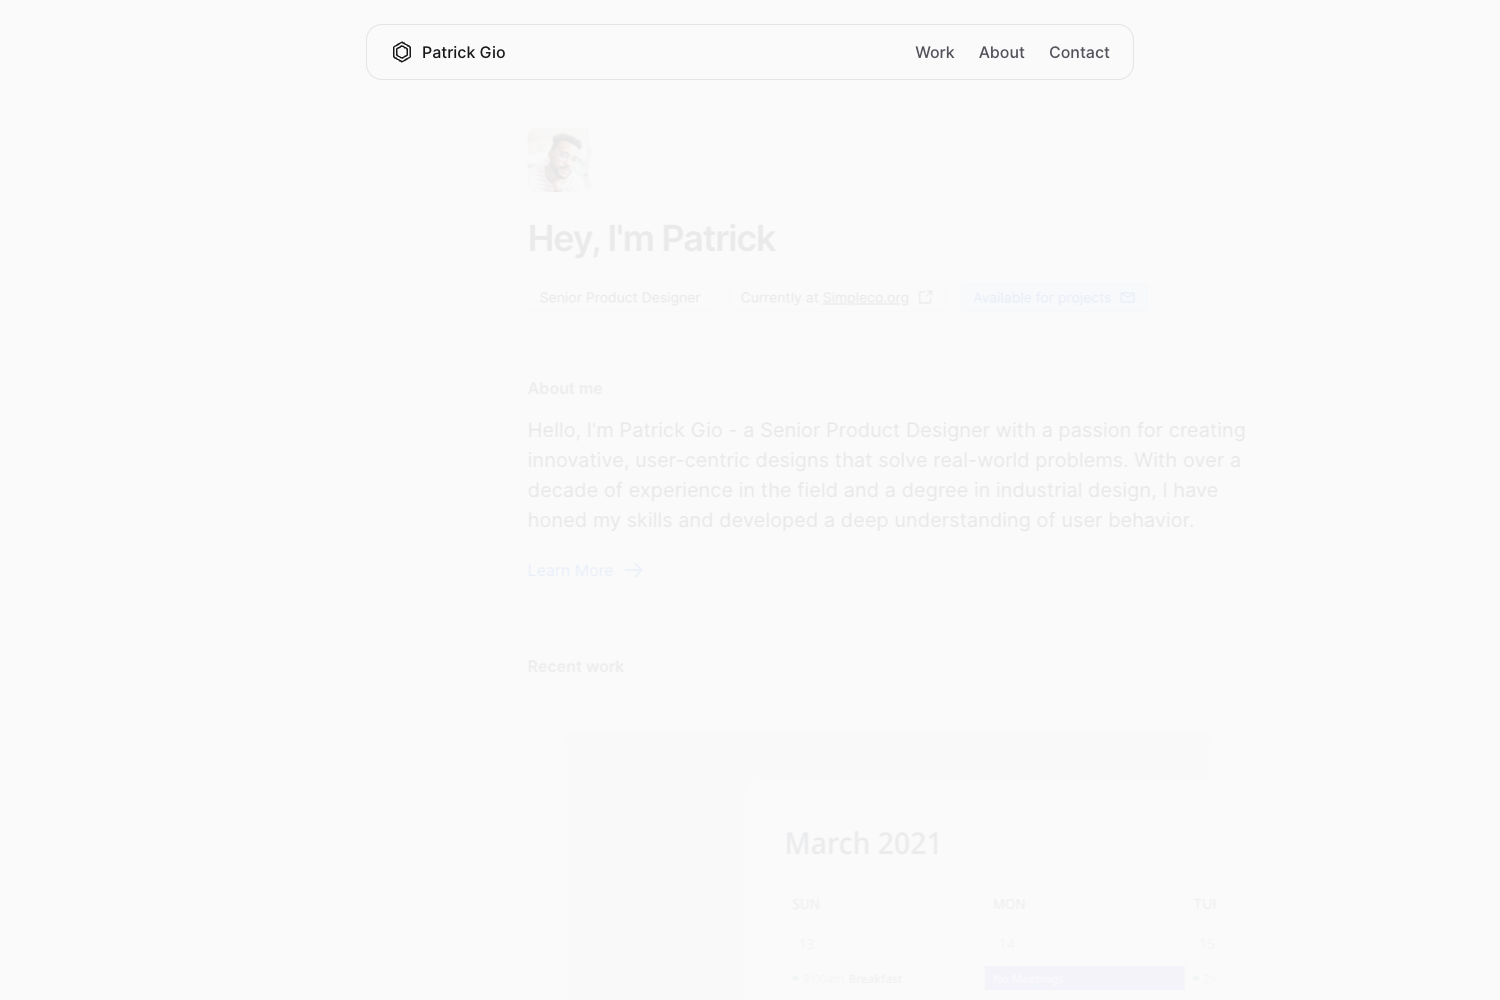 Patrick Gio
Work About Contact
Hey, I'm Patrick
Senior Product Designer
Currently at Simpleco.org
Available for projects
About me
Hello, I'm Patrick Gio - a Senior Product Designer with a passion for creating
innovative, user-centric designs that solve real-world problems. With over a
decade of experience in the field and a degree in industrial design, I have
honed my skills and developed a deep understanding of user behavior.
Learn More
Recent work
March 2021
SUN MON TUE
13 14 15
Breakfast
No Meetings